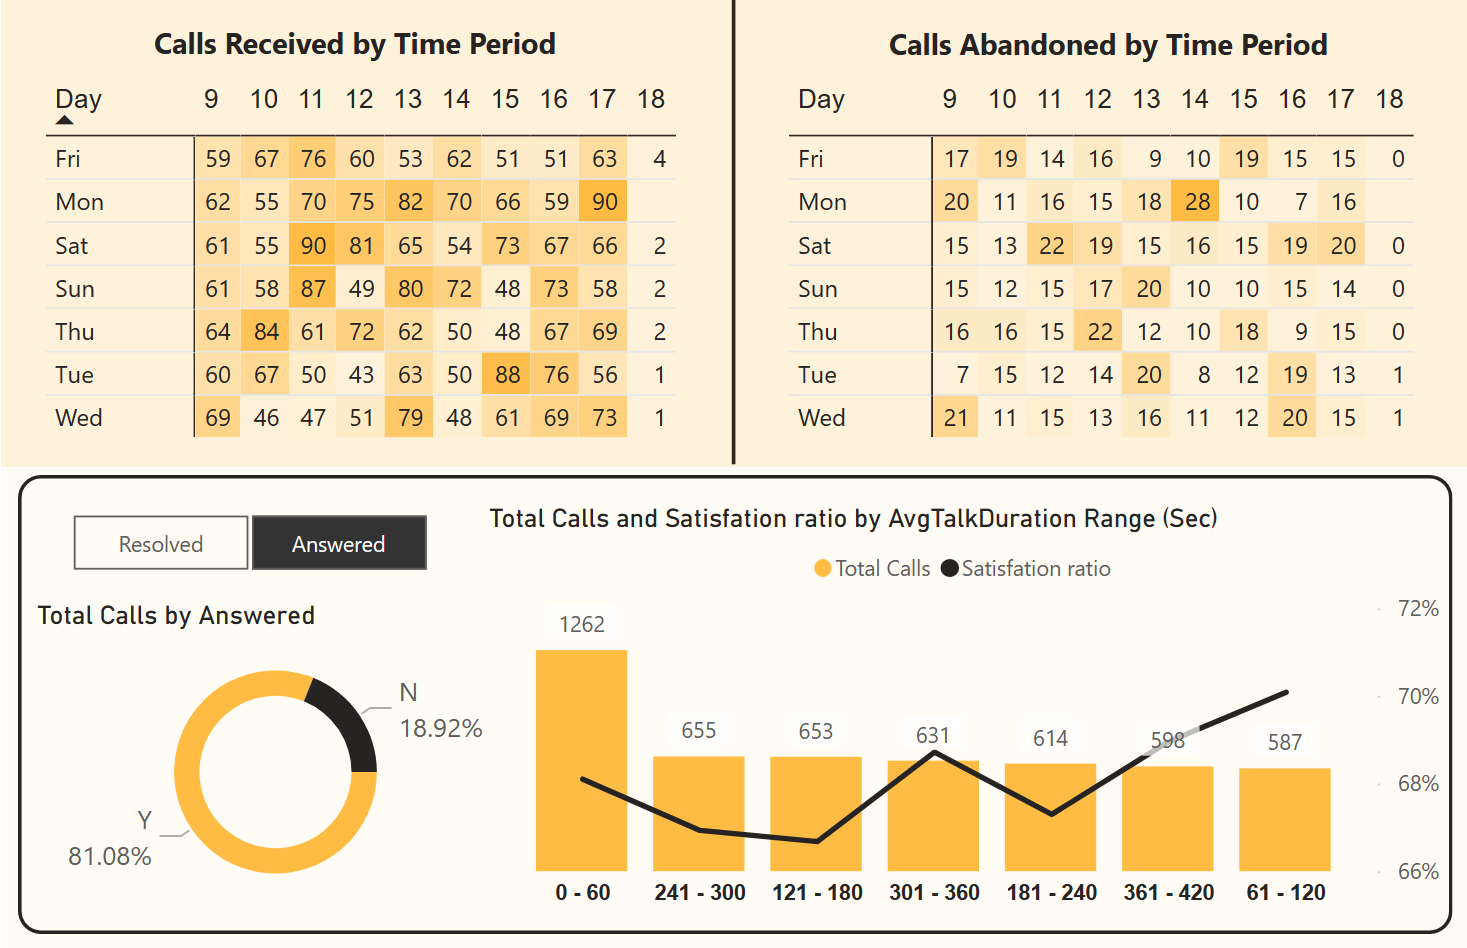 Calls Received by Time Period
Day 9 10 11 12 13 14 15 16 17 18
Fri 59 67 76 60 53 62 51 51 63 4
Mon 62 55 70 75 82 70 66 59 90
Sat 61 55 90 81 65 54 73 67 66 2
Sun 61 58 87 49 80 72 48 73 58 2
Thu 64 84 61 72 62 50 48 67 69 2
Tue 60 67 50 43 63 50 88 76 56 1
Wed 69 46 47 51 79 48 61 69 73 1
Calls Abandoned by Time Period
Day 9 10 11 12 13 14 15 16 17 18
Fri 17 19 14 16 9 10 19 15 15 0
Mon 20 11 16 15 18 28 10 7 16
Sat 15 13 22 19 15 16 15 19 20 0
Sun 15 12 15 17 20 10 10 15 14 0
Thu 16 16 15 22 12 10 18 9 15 0
Tue 7 15 12 14 20 8 12 19 13 1
Wed 21 11 15 13 16 11 12 20 15 1
Resolved
Answered
Total Calls by Answered
N
18.92%
Y
81.08%
Total Calls and Satisfation ratio by AvgTalkDuration Range (Sec)
Total Calls Satisfation ratio
1262 655 653 631 614 598 587
72%
70%
68%
66%
0 - 60 241 - 300 121 - 180 301 - 360 181 - 240 361 - 420 61 - 120